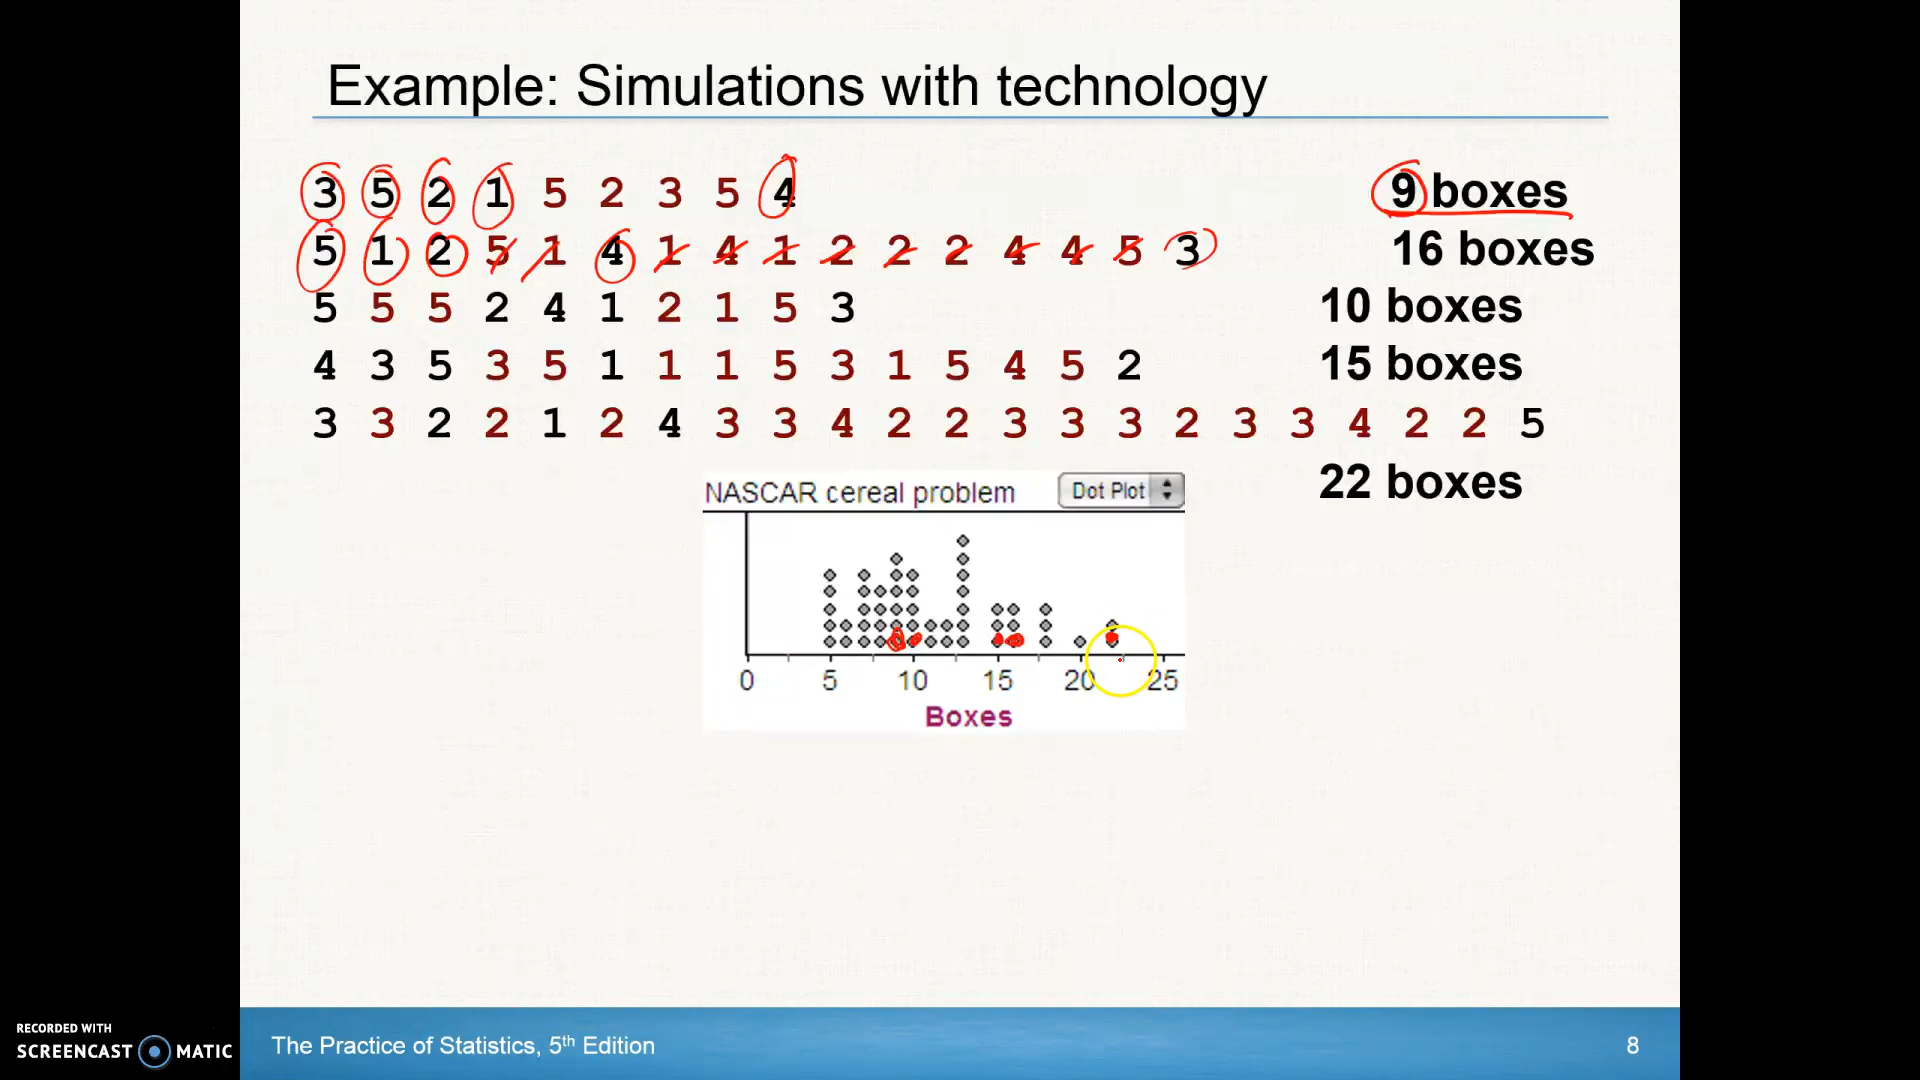 Example: Simulations with technology
3 5 2 1 5 2 3 5 4 9 boxes
5 1 2 5 1 4 1 4 1 2 2 2 4 4 5 3 16 boxes
5 5 5 2 4 1 2 1 5 3 10 boxes
4 3 5 3 5 1 1 1 5 3 1 5 4 5 2 15 boxes
3 3 2 2 1 2 4 3 3 4 2 2 3 3 3 2 3 3 4 2 2 5
22 boxes
NASCAR cereal problem Dot Plot
0 5 10 15 20 25
Boxes
RECORDED WITH
SCREENCAST MATIC
The Practice of Statistics, 5th Edition 8